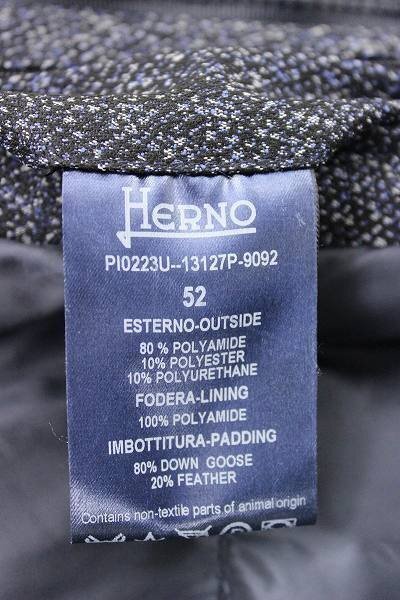 HERNO
PI0223U--13127P-9092
52
ESTERNO-OUTSIDE
80 % POLYAMIDE
10% POLYESTER
10% POLYURETHANE
FODERA-LINING
100% POLYAMIDE
IMBOTTITURA-PADDING
80% DOWN GOOSE
20% FEATHER
Contains non-textile parts of animal origin